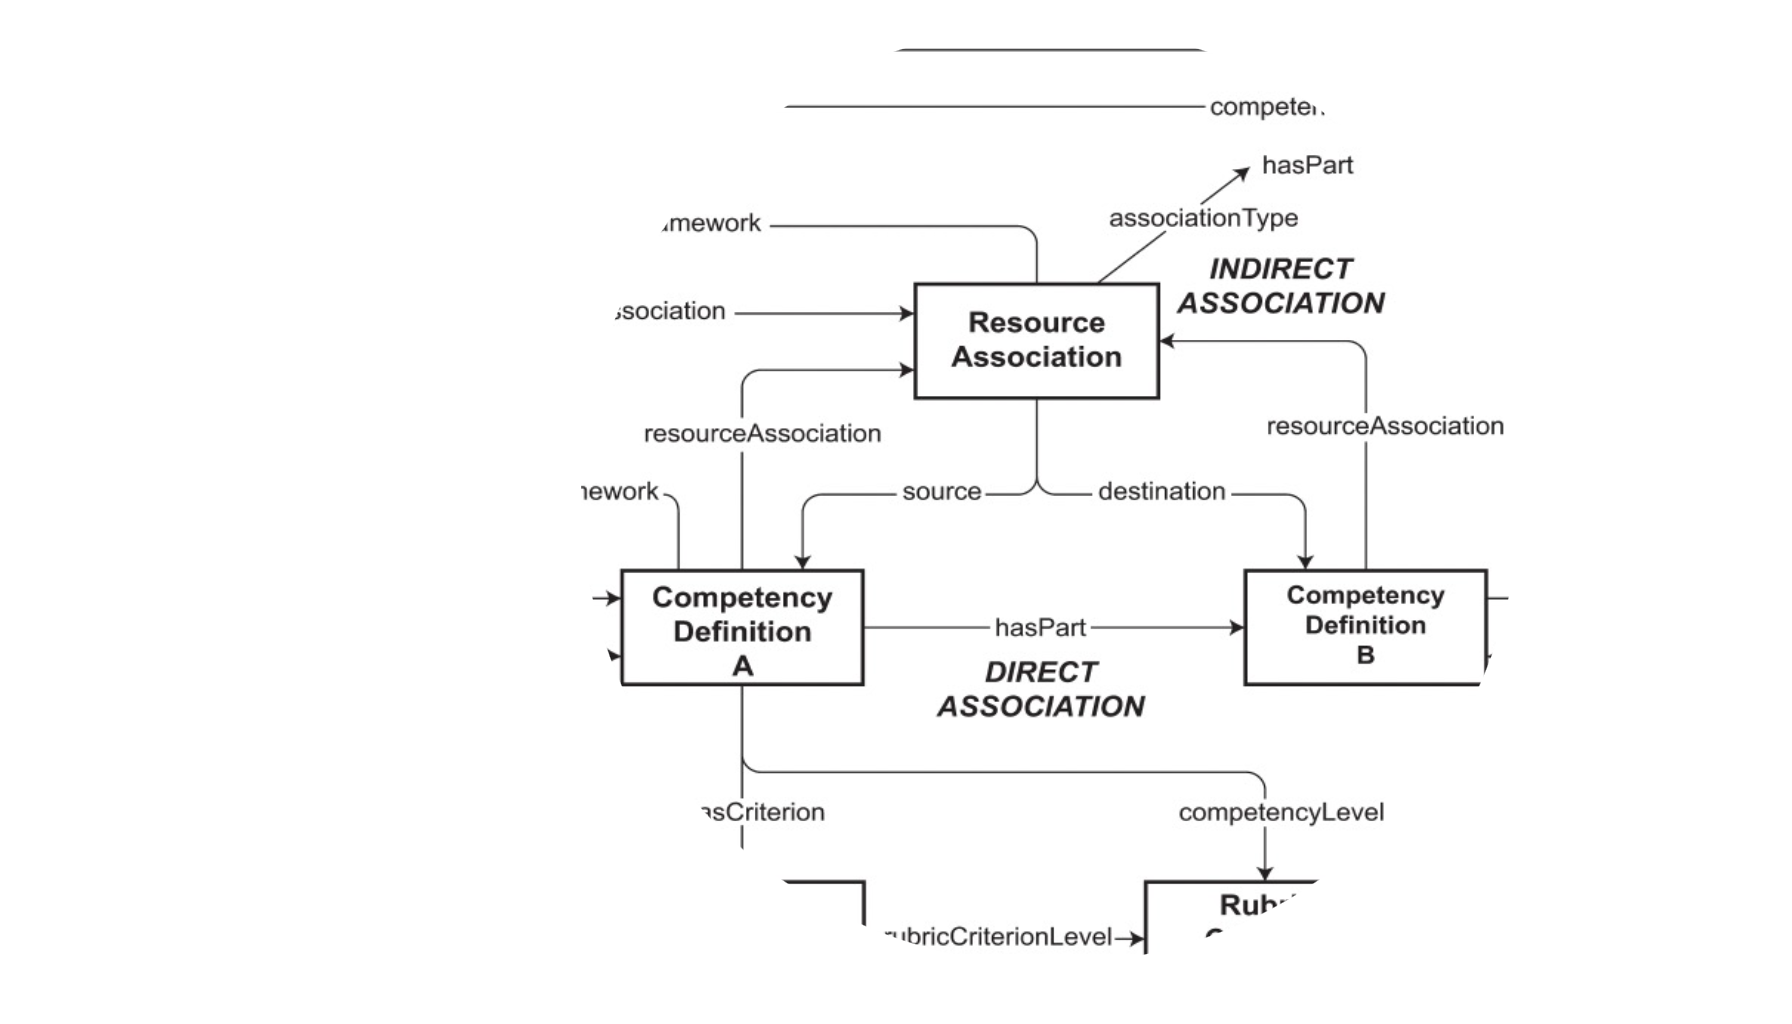 hasPart
associationType
INDIRECT
ASSOCIATION
Resource
Association
resourceAssociation
resourceAssociation
source
destination
Competency
Definition
A
hasPart
Competency
Definition
B
DIRECT
ASSOCIATION
competencyLevel